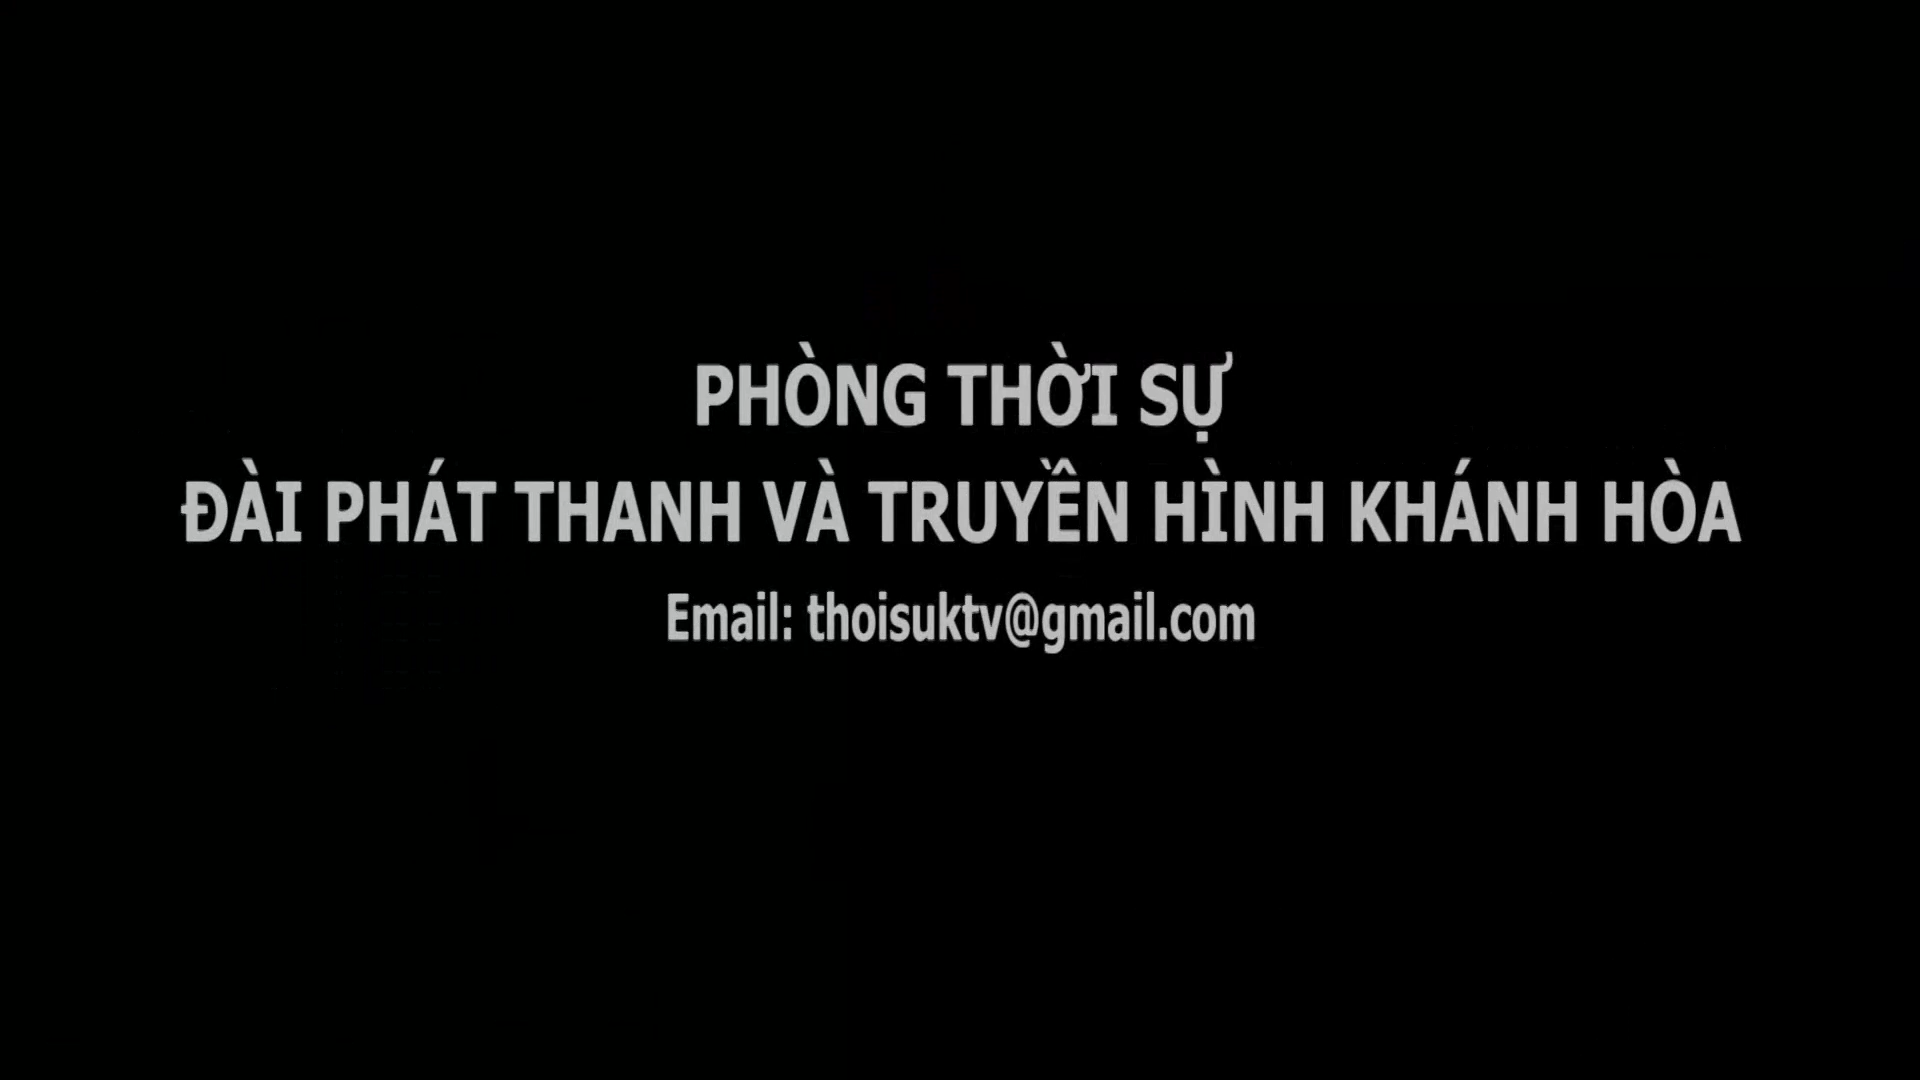 PHÒNG THỜI SỰ
ĐÀI PHÁT THANH VÀ TRUYỀN HÌNH KHÁNH HÒA
Email: thoisuktv@gmail.com